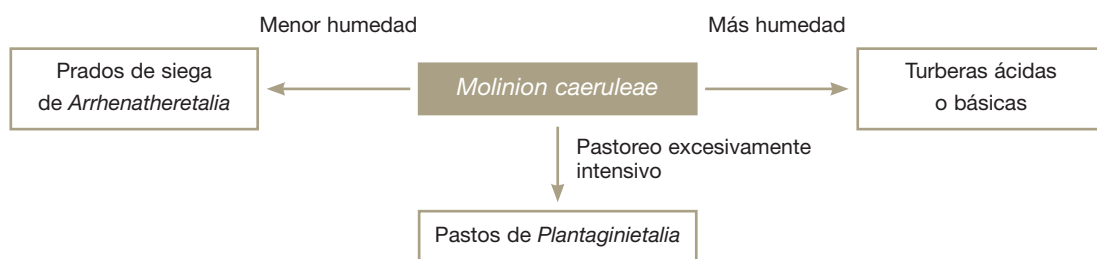 Menor humedad
Más humedad
Prados de siega
de Arrhenatheretalia
Molinion caeruleae
Turberas ácidas
o básicas
Pastoreo excesivamente
intensivo
Pastos de Plantaginietalia